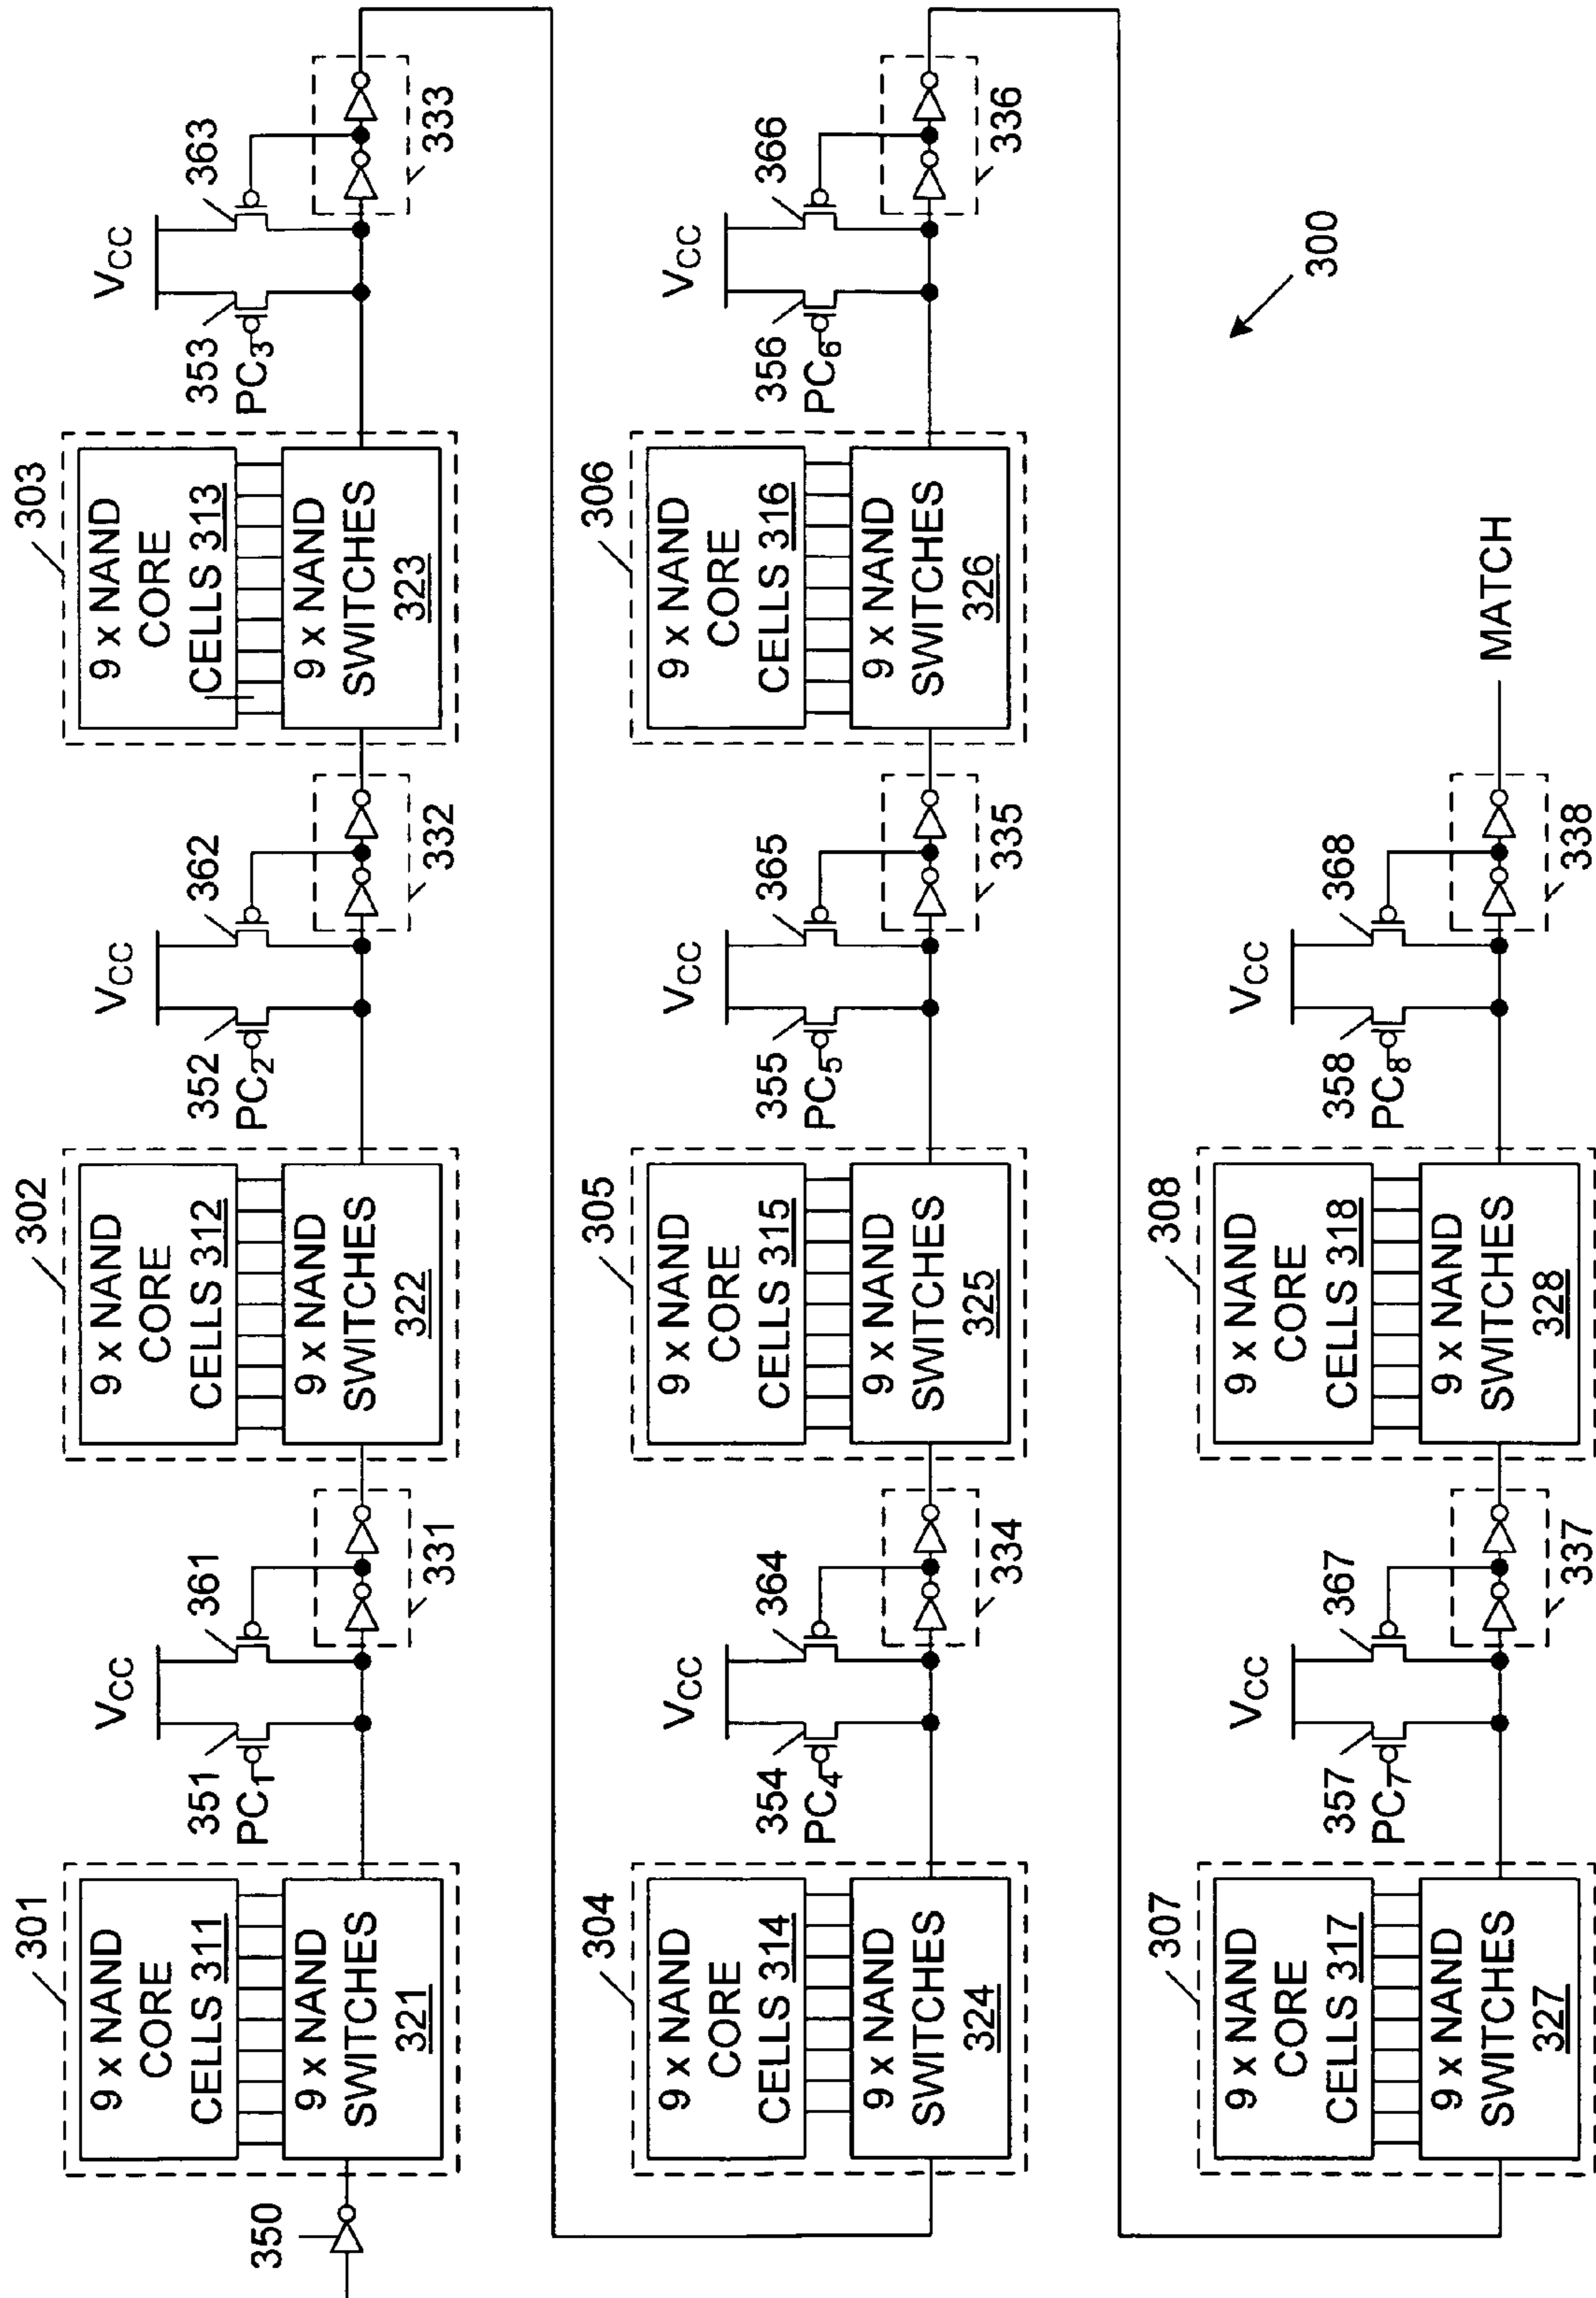 301
9 x NAND
CORE
CELLS 311
9 x NAND
SWITCHES
321
350
VCC
351
PC1
361
331
302
9 x NAND
CORE
CELLS 312
9 x NAND
SWITCHES
322
VCC
352
PC2
362
332
303
9 x NAND
CORE
CELLS 313
9 x NAND
SWITCHES
323
VCC
353
PC3
363
333
304
9 x NAND
CORE
CELLS 314
9 x NAND
SWITCHES
324
VCC
354
PC4
364
334
305
9 x NAND
CORE
CELLS 315
9 x NAND
SWITCHES
325
VCC
355
PC5
365
335
306
9 x NAND
CORE
CELLS 316
9 x NAND
SWITCHES
326
VCC
356
PC6
366
336
307
9 x NAND
CORE
CELLS 317
9 x NAND
SWITCHES
327
VCC
357
PC7
367
337
308
9 x NAND
CORE
CELLS 318
9 x NAND
SWITCHES
328
VCC
358
PC8
368
338
MATCH
300